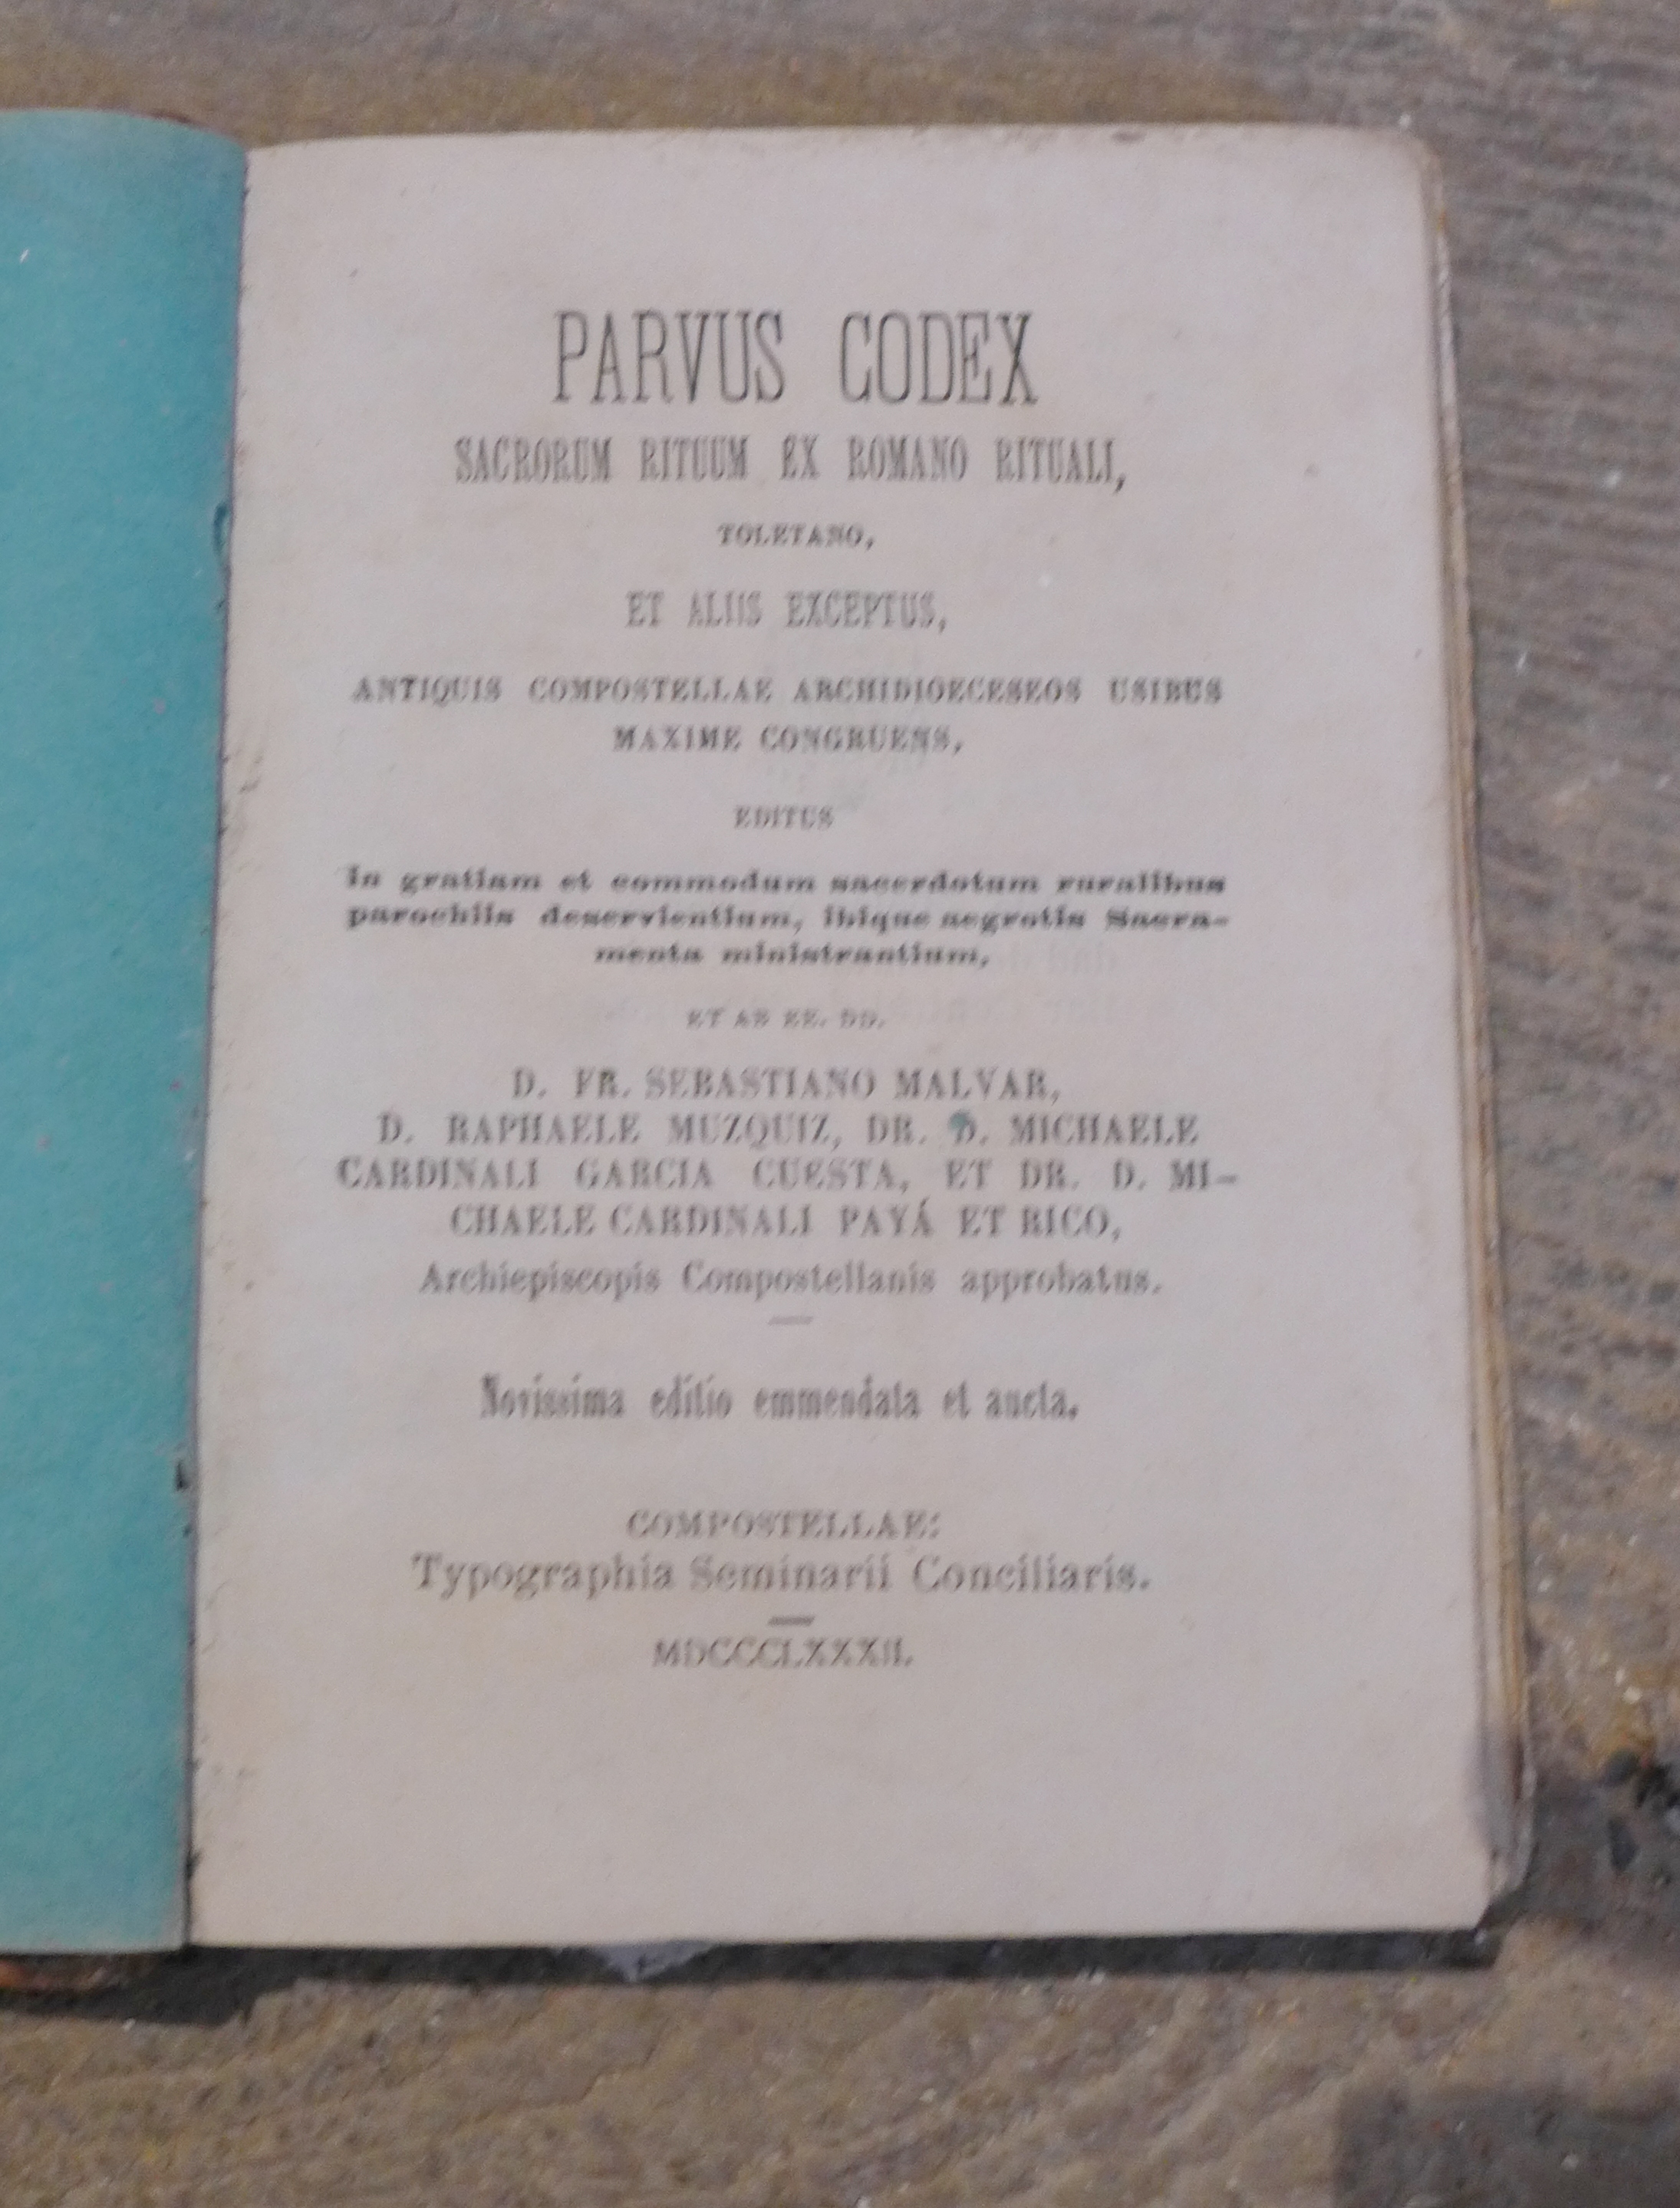 PARVUS CODEX
SACRORUM RITUUM EX ROMANO RITUALI,
TOLETANO,
ET ALIIS EXCEPTUS,
ANTIQUIS COMPOSTELLAE ARCHIDIOECESEOS USIBUS
MAXIME CONGRUENS,
EDITUS
In gratiam et commodum sacerdotum ruralibus
parochiis deservientium, ibique aegrotis Sacra-
menta ministrantium,
ET AB EE. DD.
D. FR. SEBASTIANO MALVAR,
D. RAPHAELE MUZQUIZ, DR. D. MICHAELE
CARDINALI GARCIA CUESTA, ET DR. D. MI-
CHAELE CARDINALI PAYÁ ET RICO,
Archiepiscopis Compostellanis approbatus.
Novissima editio emmendata et aucta.
COMPOSTELLAE:
Typographia Seminarii Conciliaris.
MDCCCLXXXII.